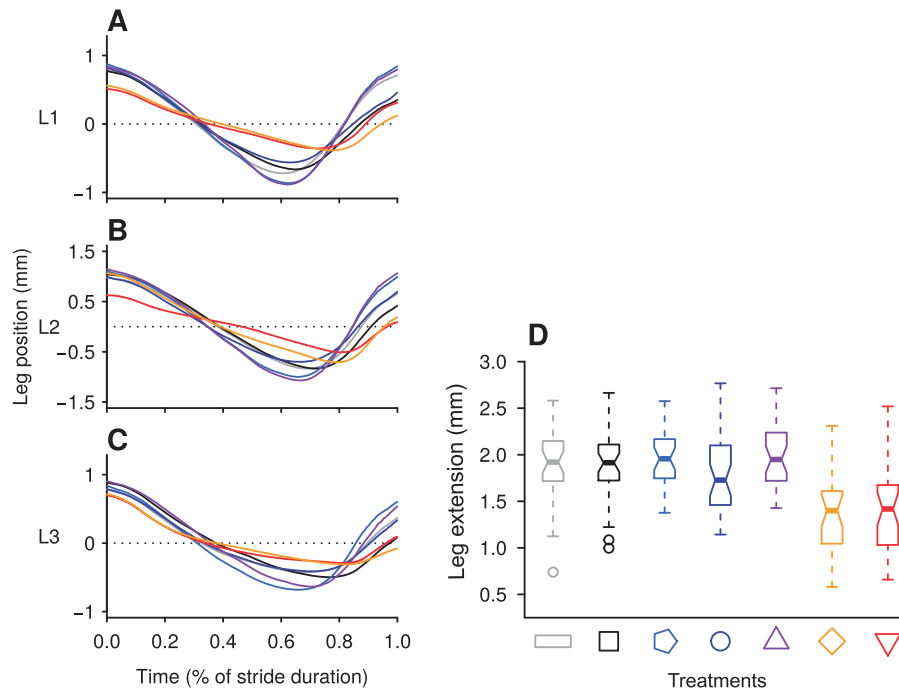 A
1
L1
0
−1
B
1.5
0.5
L2
−0.5
−1.5
Leg position (mm)
C
1
L3
0
−1
0.0 0.2 0.4 0.6 0.8 1.0
Time (% of stride duration)
D
3.0
2.5
2.0
1.5
1.0
0.5
Leg extension (mm)
Treatments